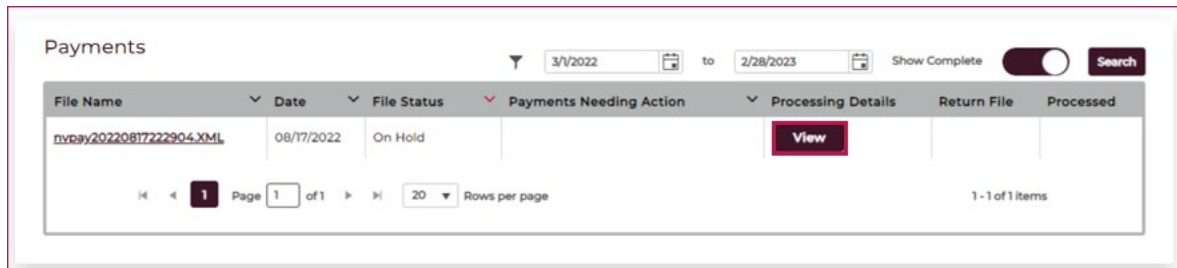 Payments
3/1/2022 to 2/28/2023 Show Complete Search
File Name Date File Status Payments Needing Action Processing Details Return File Processed
nvpay20220817222904.XML 08/17/2022 On Hold View
1 Page 1 of 1 20 Rows per page 1 - 1 of 1 items